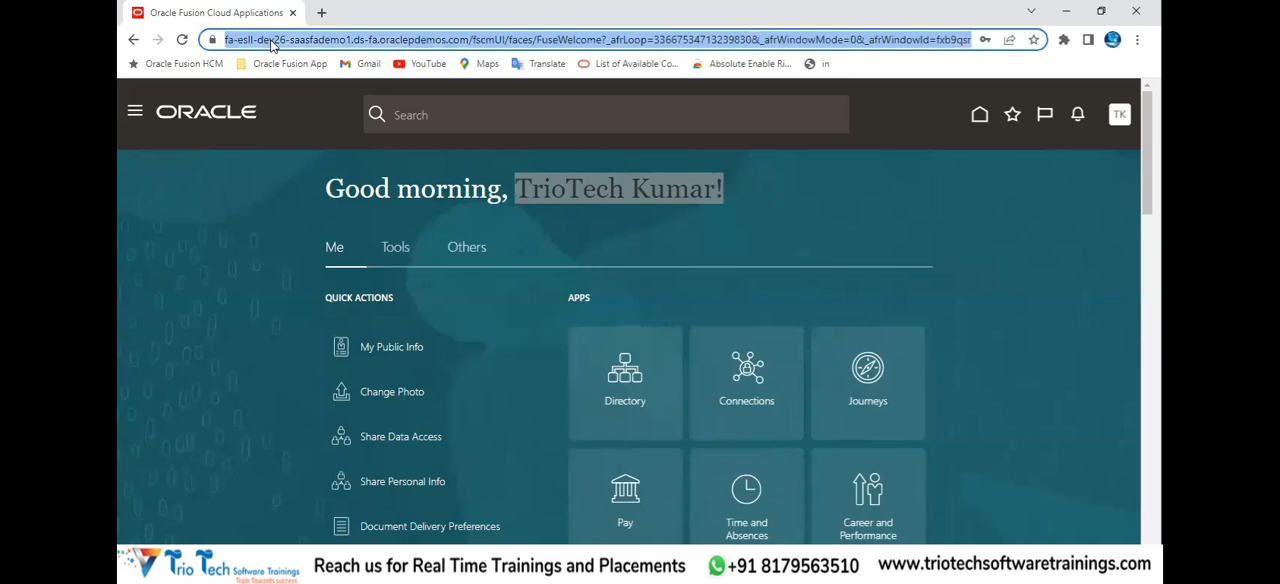 Oracle Fusion Cloud Applications
fa-esll-dev26-saasfademo1.ds-fa.oraclepdemos.com/fscmUI/faces/FuseWelcome?_afrLoop=33667534713239830&_afrWindowMode=0&_afrWindowId=fxb9qsr
Oracle Fusion HCM Oracle Fusion App Gmail YouTube Maps Translate List of Available Co... Absolute Enable Ri... in
ORACLE Search TK
Good morning, TrioTech Kumar!
Me Tools Others
QUICK ACTIONS
My Public Info
Change Photo
Share Data Access
Share Personal Info
Document Delivery Preferences
APPS
Directory
Connections
Journeys
Pay
Time and
Absences
Career and
Performance
Trio Tech
Software Trainings
Train Towards success
Reach us for Real Time Trainings and Placements
+91 8179563510
www.triotechsoftwaretrainings.com